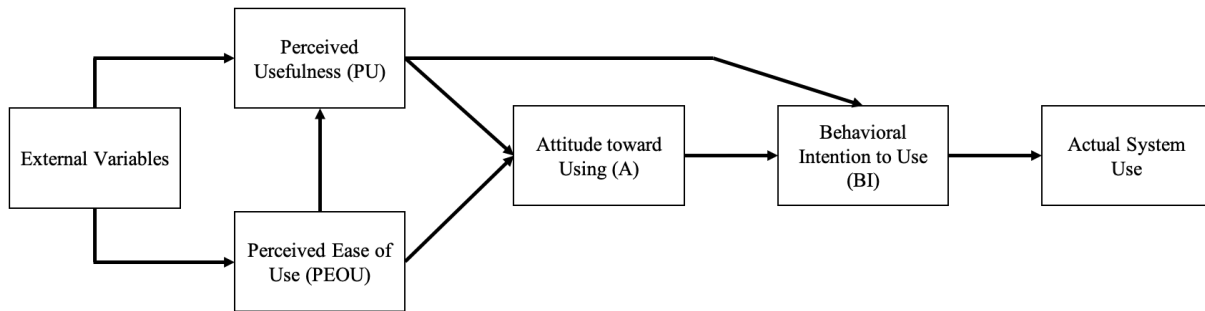 Perceived
Usefulness (PU)
External Variables
Perceived Ease of
Use (PEOU)
Attitude toward
Using (A)
Behavioral
Intention to Use
(BI)
Actual System
Use